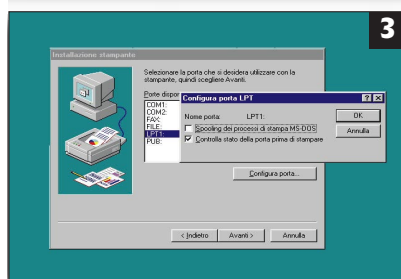 3
Installazione stampante
Selezionare la porta che si desidera utilizzare con la
stampante, quindi scegliere Avanti.
Porte dispor
COM1:
COM2:
FAX:
FILE:
LPT1:
PUB:
Configura porta LPT
Nome porta: LPT1:
OK
Spooling dei processi di stampa MS-DOS
Annulla
Controlla stato della porta prima di stampare
Configura porta...
< Indietro Avanti > Annulla